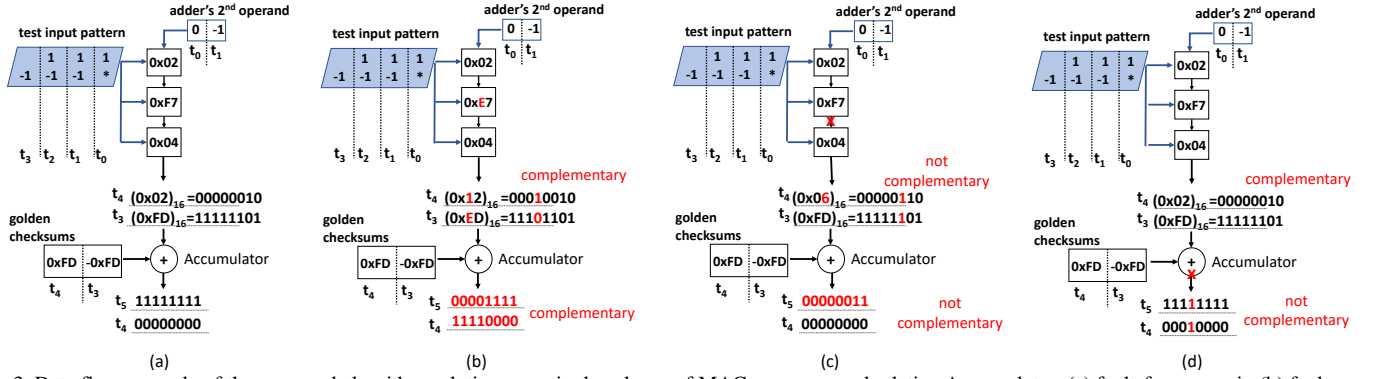 adder's 2nd operand
0 -1
t0 t1
test input pattern
1 1 1
-1 -1 -1 *
t3 t2 t1 t0
0x02
0xF7
0x04
t4 (0x02)16=00000010
t3 (0xFD)16=11111101
golden
checksums
0xFD -0xFD
t4 t3
+
Accumulator
t5 11111111
t4 00000000
(a)
adder's 2nd operand
0 -1
t0 t1
test input pattern
1 1 1
-1 -1 -1 *
t3 t2 t1 t0
0x02
0xE7
0x04
complementary
t4 (0x12)16=00010010
t3 (0xED)16=11101101
golden
checksums
0xFD -0xFD
t4 t3
+
Accumulator
t5 00001111
t4 11110000
complementary
(b)
adder's 2nd operand
0 -1
t0 t1
test input pattern
1 1 1
-1 -1 -1 *
t3 t2 t1 t0
0x02
0xF7
X
0x04
not
complementary
t4 (0x06)16=00000110
t3 (0xFD)16=11111101
golden
checksums
0xFD -0xFD
t4 t3
+
Accumulator
t5 00000011
t4 00000000
not
complementary
(c)
adder's 2nd operand
0 -1
t0 t1
test input pattern
1 1 1
-1 -1 -1 *
t3 t2 t1 t0
0x02
0xF7
0x04
complementary
t4 (0x02)16=00000010
t3 (0xFD)16=11111101
golden
checksums
0xFD -0xFD
t4 t3
+
X
Accumulator
t5 11111111
t4 00010000
not
complementary
(d)